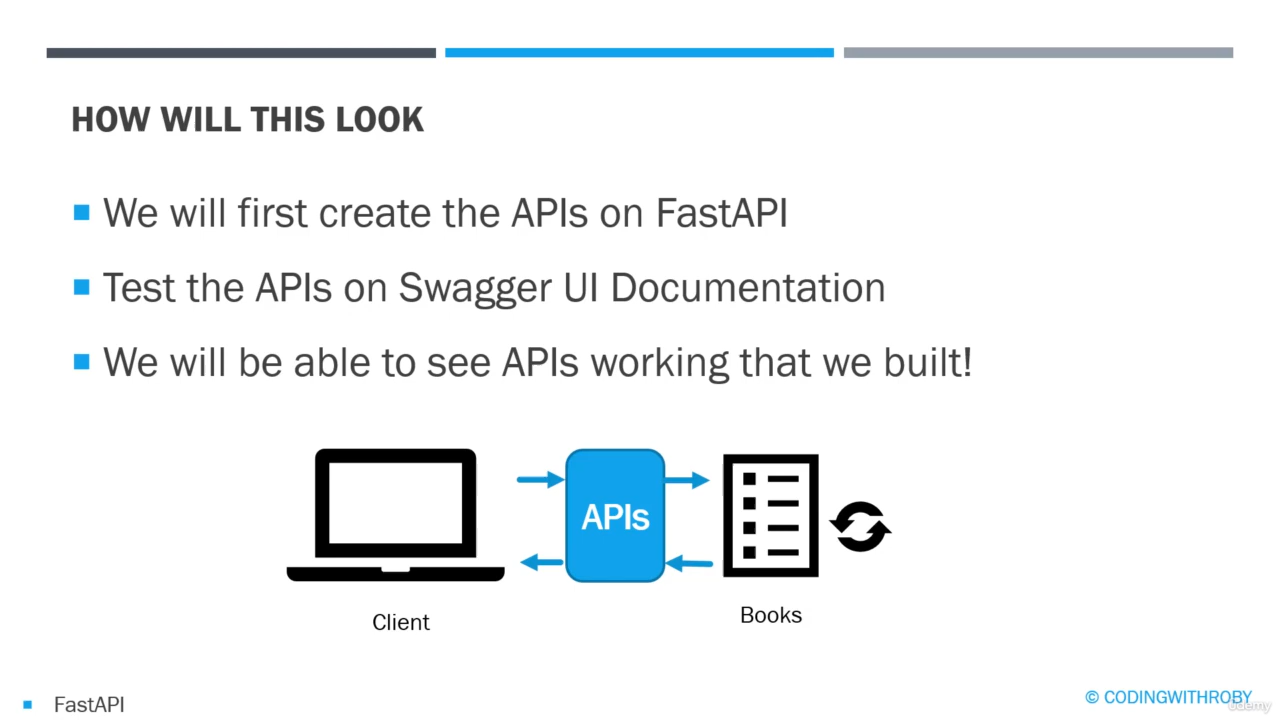 HOW WILL THIS LOOK
We will first create the APIs on FastAPI
Test the APIs on Swagger UI Documentation
We will be able to see APIs working that we built!
APIs
Client
Books
FastAPI
© CODINGWITHROBY
udemy